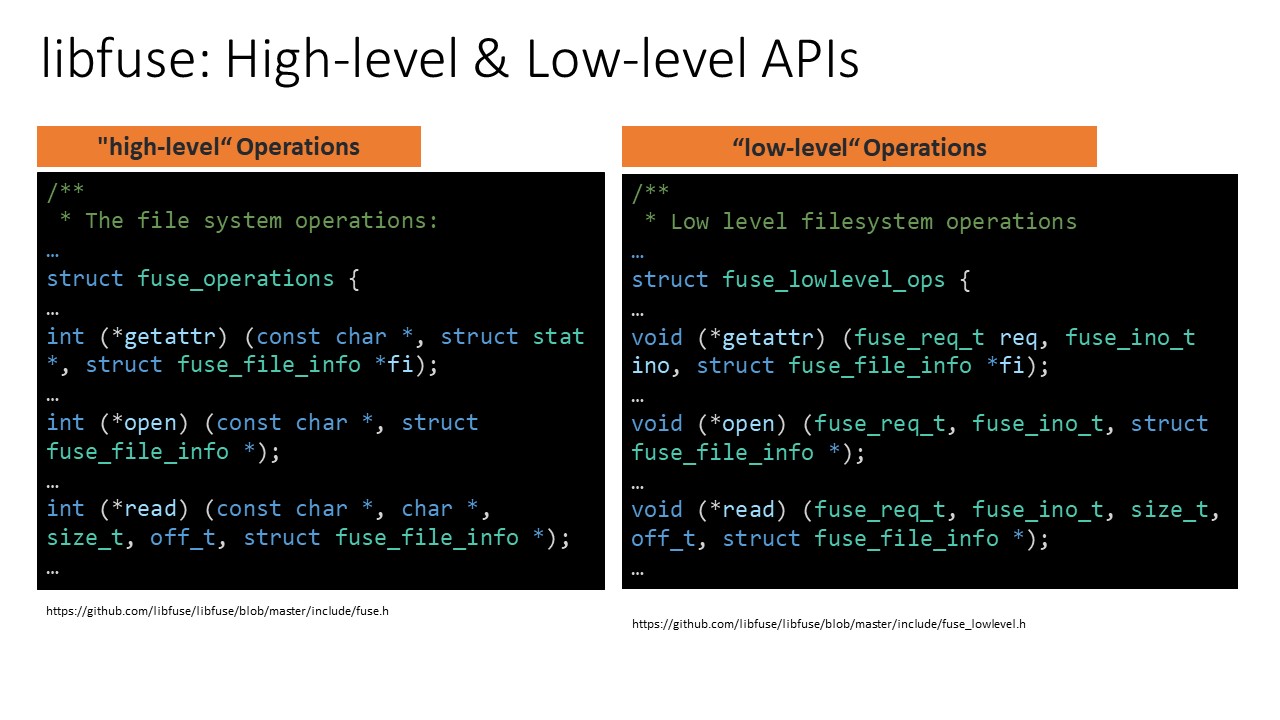 libfuse: High-level & Low-level APIs
"high-level“ Operations
/**
 * The file system operations:
…
struct fuse_operations {
…
int (*getattr) (const char *, struct stat
*, struct fuse_file_info *fi);
…
int (*open) (const char *, struct
fuse_file_info *);
…
int (*read) (const char *, char *,
size_t, off_t, struct fuse_file_info *);
…
https://github.com/libfuse/libfuse/blob/master/include/fuse.h
“low-level“ Operations
/**
 * Low level filesystem operations
…
struct fuse_lowlevel_ops {
…
void (*getattr) (fuse_req_t req, fuse_ino_t
ino, struct fuse_file_info *fi);
…
void (*open) (fuse_req_t, fuse_ino_t, struct
fuse_file_info *);
…
void (*read) (fuse_req_t, fuse_ino_t, size_t,
off_t, struct fuse_file_info *);
…
https://github.com/libfuse/libfuse/blob/master/include/fuse_lowlevel.h